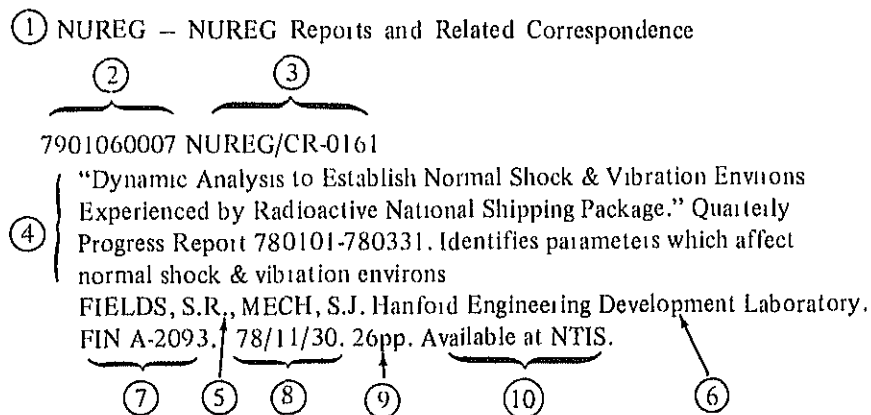 ① NUREG – NUREG Reports and Related Correspondence
② ③
7901060007 NUREG/CR-0161
"Dynamic Analysis to Establish Normal Shock & Vibration Environs
④ Experienced by Radioactive National Shipping Package." Quarterly
Progress Report 780101-780331. Identifies parameters which affect
normal shock & vibration environs
FIELDS, S.R., MECH, S.J. Hanford Engineering Development Laboratory.
FIN A-2093. 78/11/30. 26pp. Available at NTIS.
⑦ ⑤ ⑧ ⑨ ⑩ ⑥